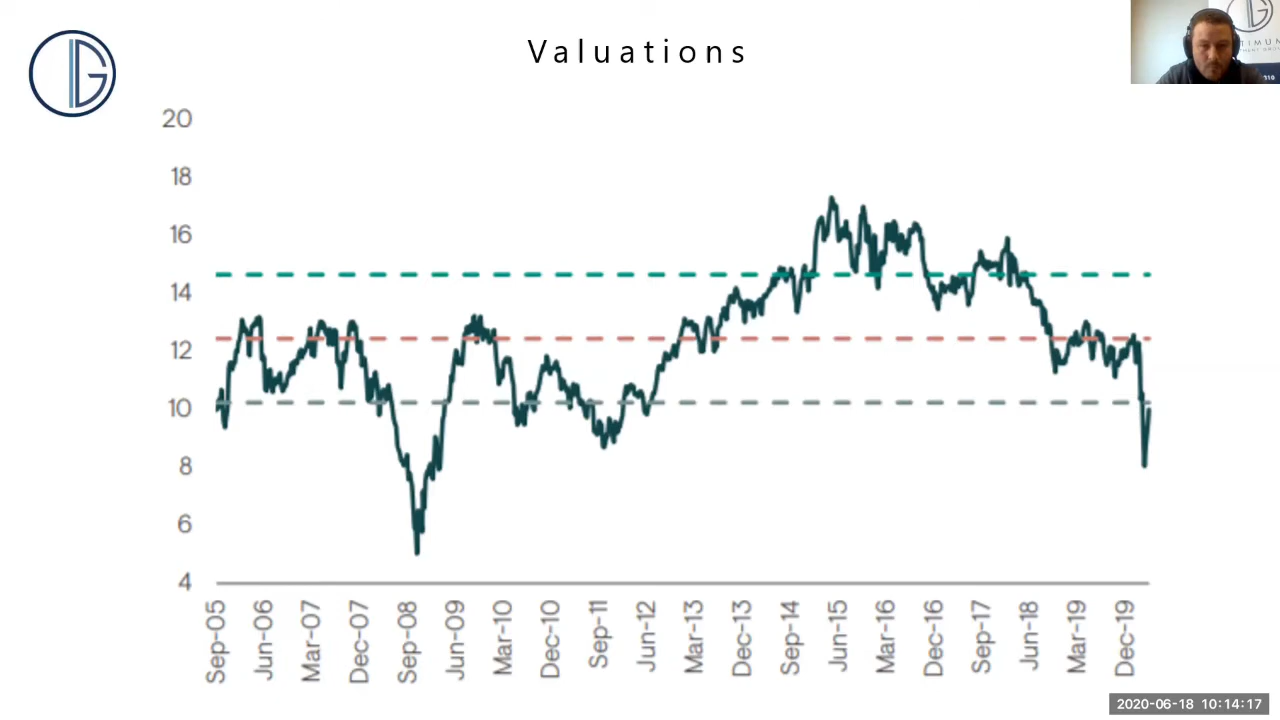 Valuations
20
18
16
14
12
10
8
6
4
Sep-05
Jun-06
Mar-07
Dec-07
Sep-08
Jun-09
Mar-10
Dec-10
Sep-11
Jun-12
Mar-13
Dec-13
Sep-14
Jun-15
Mar-16
Dec-16
Sep-17
Jun-18
Mar-19
Dec-19
2020-06-18 10:14:17